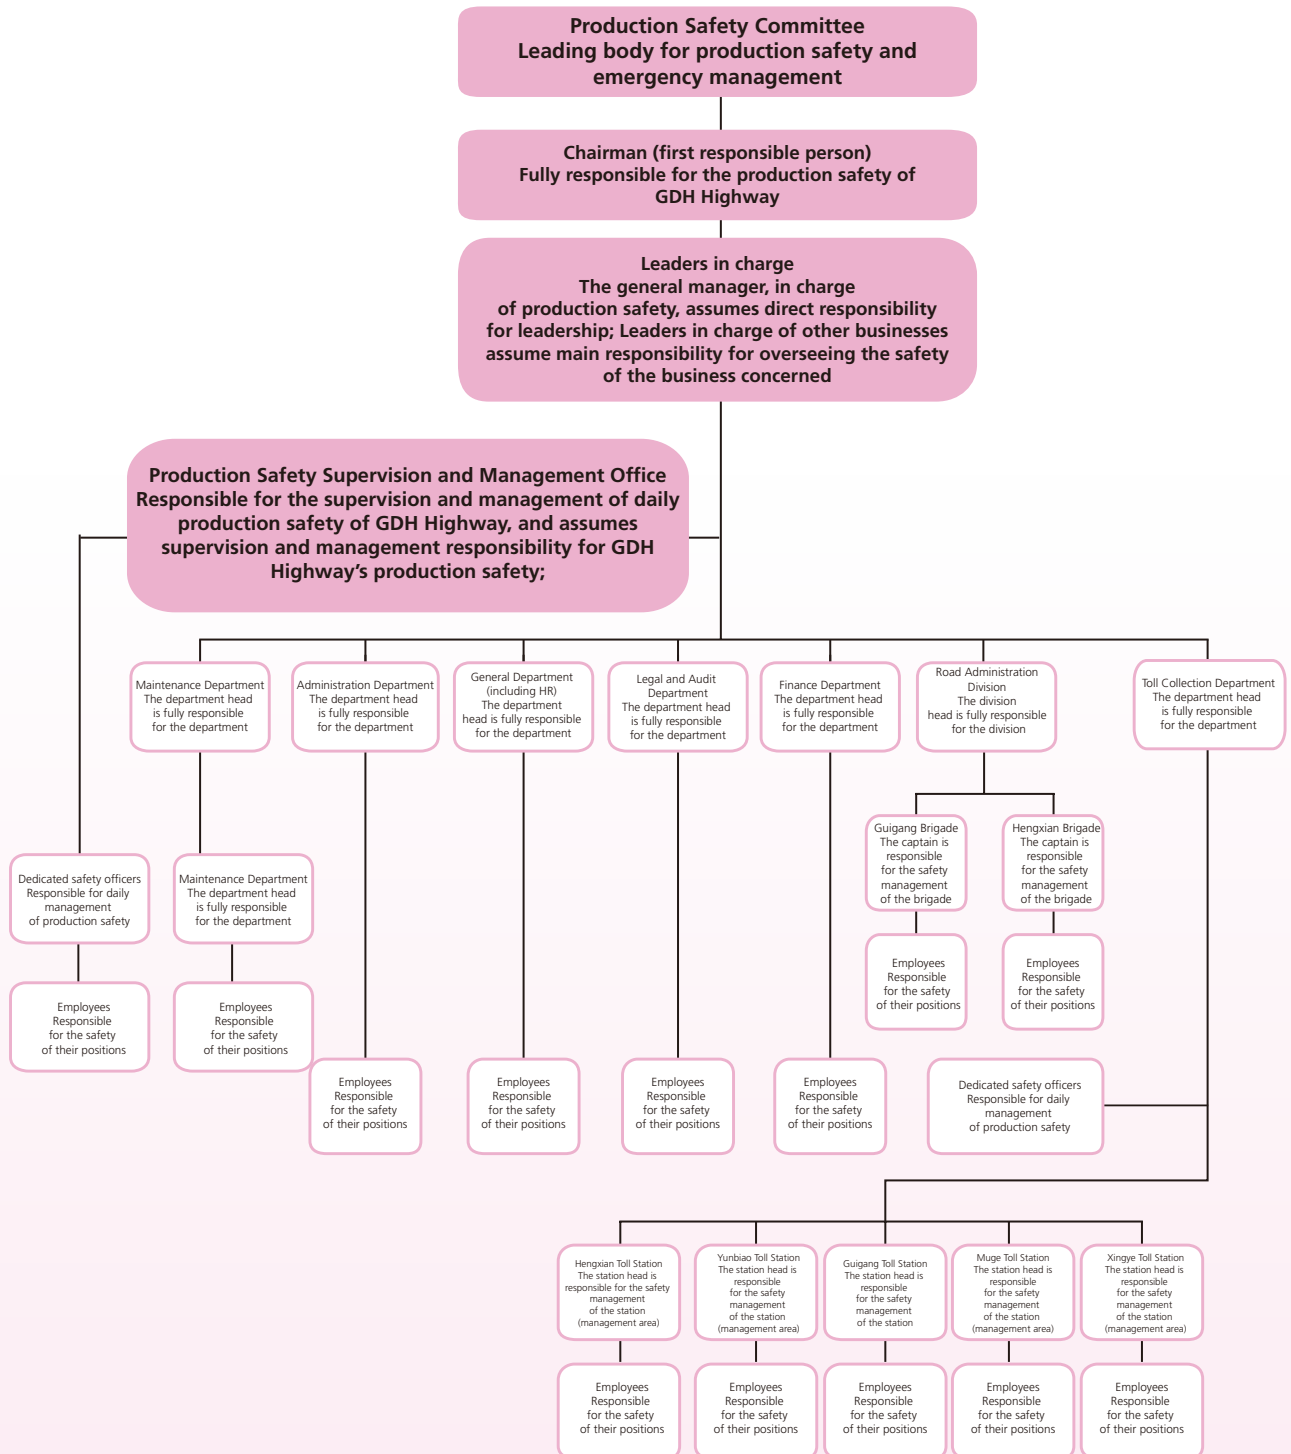 Production Safety Committee
Leading body for production safety and
emergency management
Chairman (first responsible person)
Fully responsible for the production safety of
GDH Highway
Leaders in charge
The general manager, in charge
of production safety, assumes direct responsibility
for leadership; Leaders in charge of other businesses
assume main responsibility for overseeing the safety
of the business concerned
Production Safety Supervision and Management Office
Responsible for the supervision and management of daily
production safety of GDH Highway, and assumes
supervision and management responsibility for GDH
Highway's production safety;
Maintenance Department
The department head
is fully responsible
for the department
Administration Department
The department head
is fully responsible
for the department
General Department
(including HR)
The department
head is fully responsible
for the department
Legal and Audit
Department
The department head
is fully responsible
for the department
Finance Department
The department head
is fully responsible
for the department
Road Administration
Division
The division
head is fully responsible
for the division
Toll Collection Department
The department head
is fully responsible
for the department
Guigang Brigade
The captain is
responsible
for the safety
management
of the brigade
Hengxian Brigade
The captain is
responsible
for the safety
management
of the brigade
Dedicated safety officers
Responsible for daily
management
of production safety
Maintenance Department
The department head
is fully responsible
for the department
Employees
Responsible
for the safety
of their positions
Employees
Responsible
for the safety
of their positions
Employees
Responsible
for the safety
of their positions
Employees
Responsible
for the safety
of their positions
Employees
Responsible
for the safety
of their positions
Employees
Responsible
for the safety
of their positions
Employees
Responsible
for the safety
of their positions
Employees
Responsible
for the safety
of their positions
Dedicated safety officers
Responsible for daily
management
of production safety
Hengxian Toll Station
The station head is
responsible for the safety
management
of the station
(management area)
Yunbiao Toll Station
The station head is
responsible
for the safety
management
of the station
(management area)
Guigang Toll Station
The station head is
responsible
for the safety
management
of the station
Muge Toll Station
The station head is
responsible
for the safety
management
of the station
(management area)
Xingye Toll Station
The station head is
responsible
for the safety
management
of the station
(management area)
Employees
Responsible
for the safety
of their positions
Employees
Responsible
for the safety
of their positions
Employees
Responsible
for the safety
of their positions
Employees
Responsible
for the safety
of their positions
Employees
Responsible
for the safety
of their positions